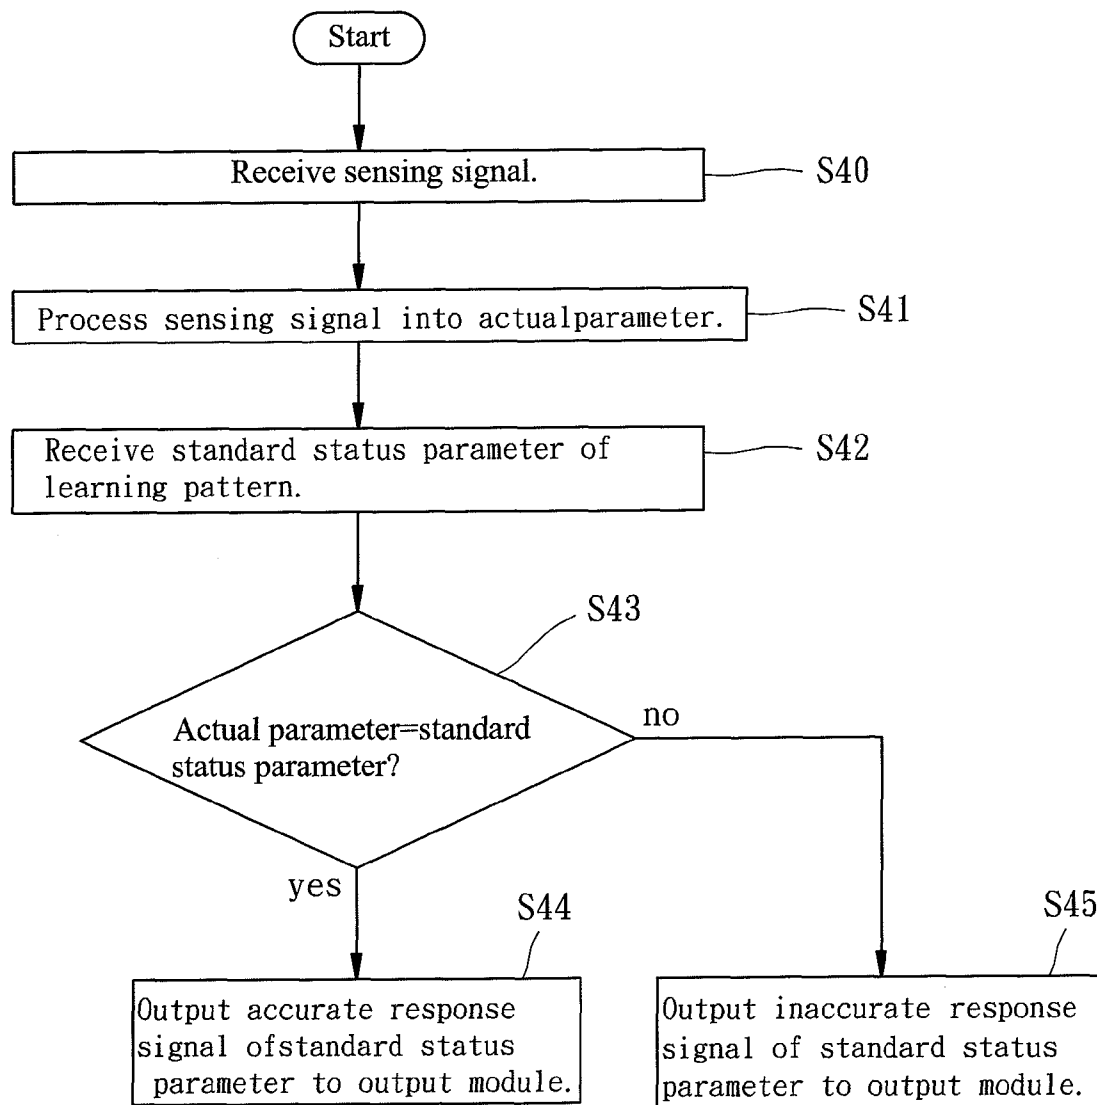 Start
Receive sensing signal.
S40
Process sensing signal into actualparameter.
S41
Receive standard status parameter of
learning pattern.
S42
S43
Actual parameter=standard
status parameter?
no
yes
S44
Output accurate response
signal ofstandard status
parameter to output module.
S45
Output inaccurate response
signal of standard status
parameter to output module.